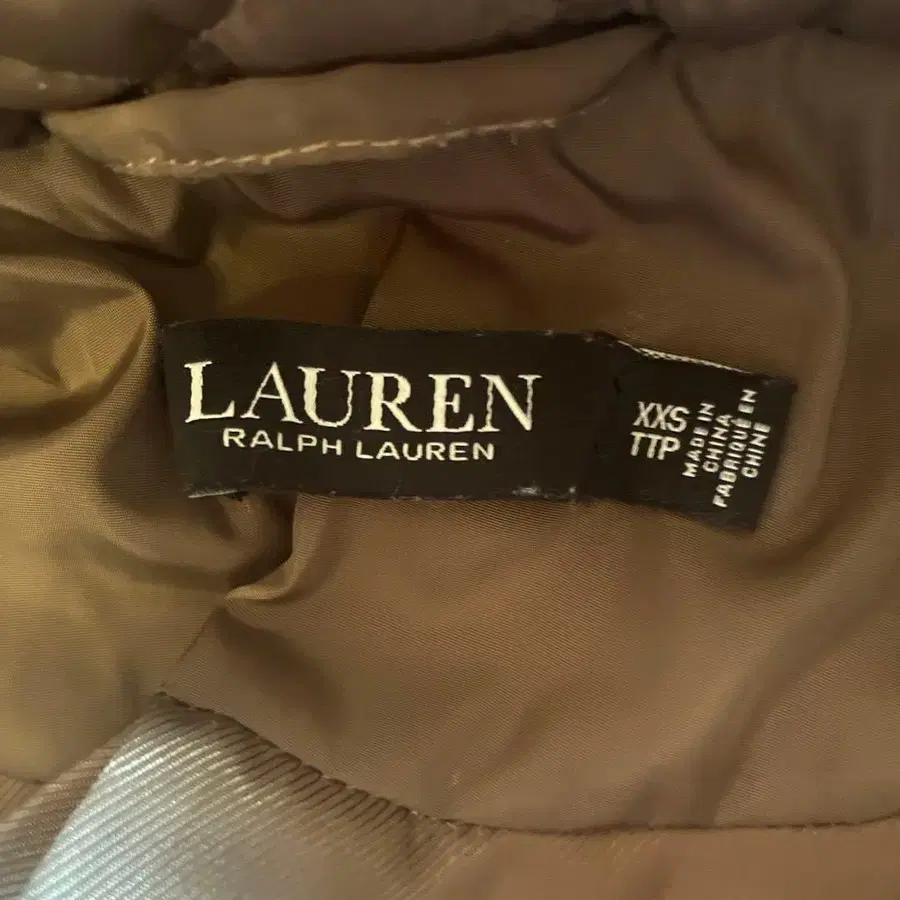 LAUREN
RALPH LAUREN
XXS
TTP
MADE IN
CHINA
FABRIQUÉ EN
CHINE